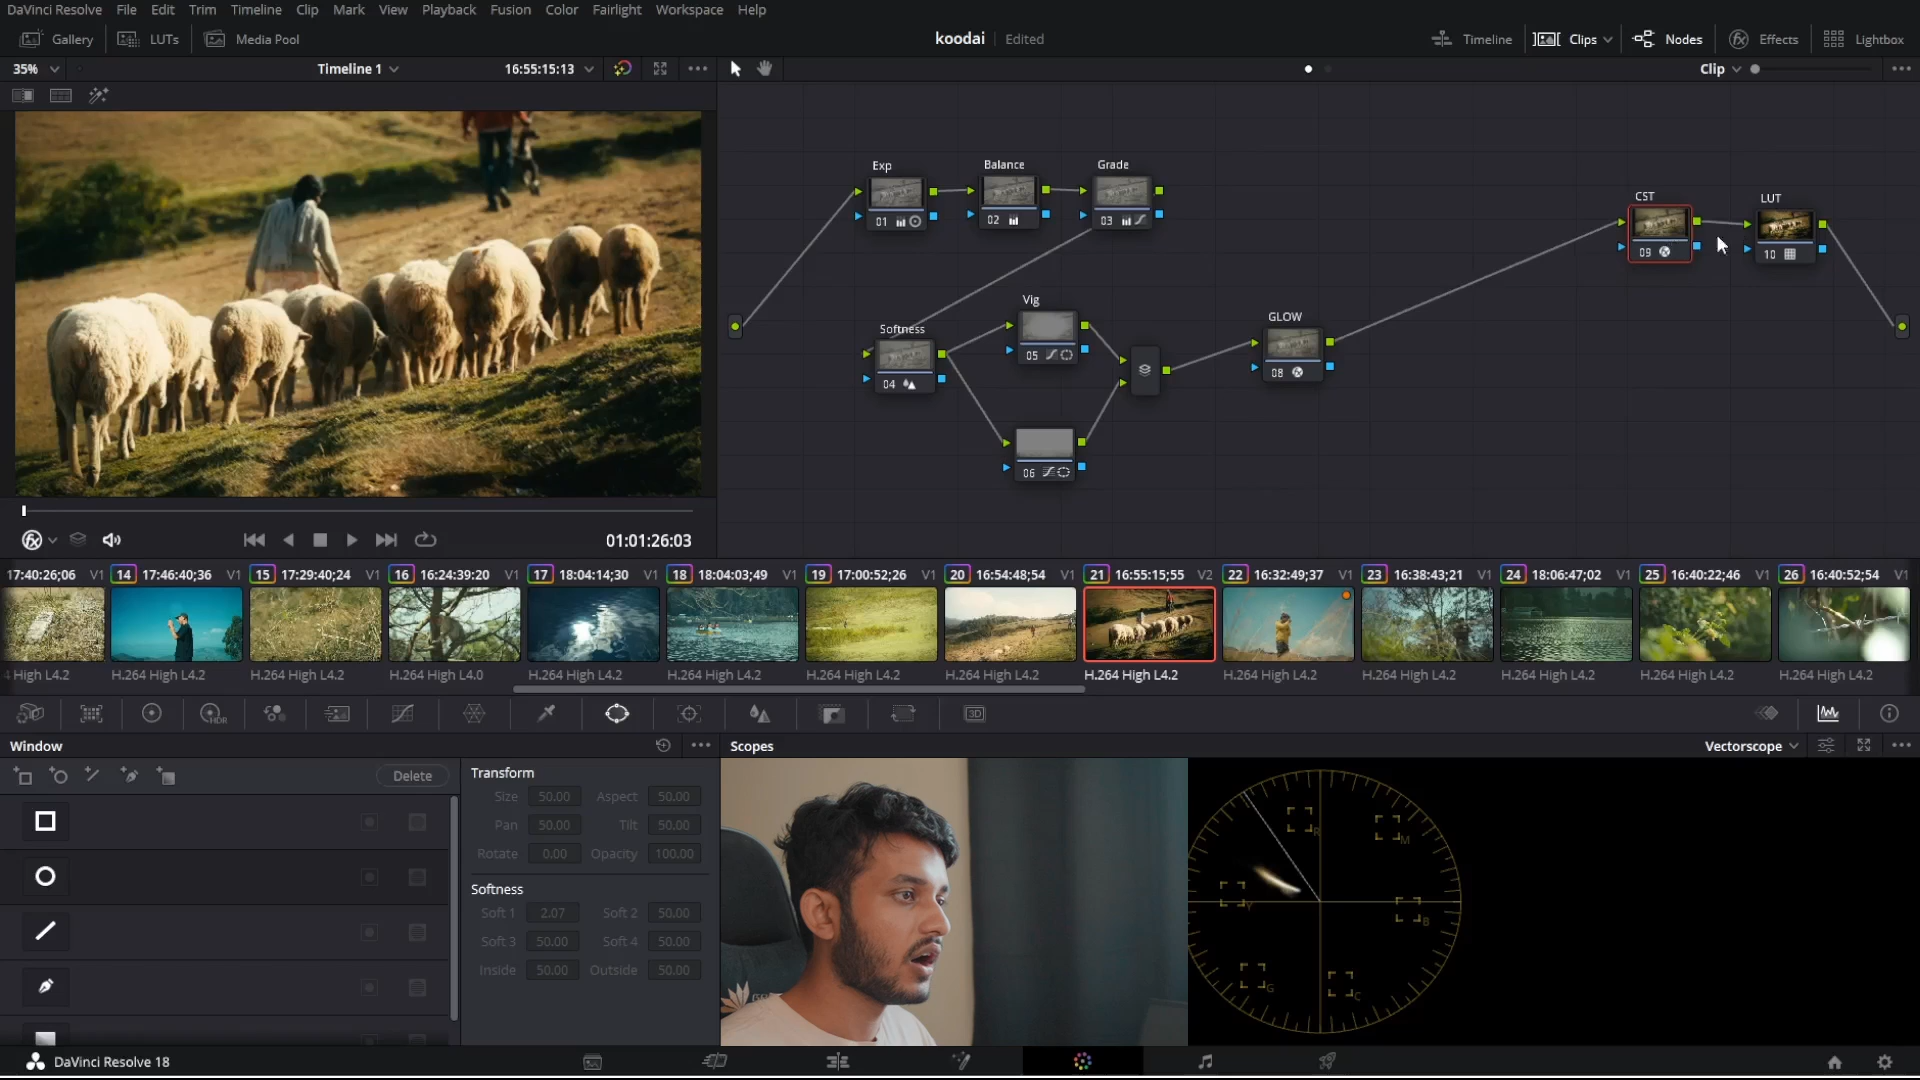 DaVinci Resolve File Edit Trim Timeline Clip Mark View Playback Fusion Color Fairlight Workspace Help
Gallery LUTs Media Pool koodai Edited Timeline Clips Nodes Effects Lightbox
35% Timeline 1 16:55:15:13 Clip
Exp Balance Grade
01 02 03
CST LUT
09 10
Vig
05
Softness
04
GLOW
08
06
01:01:26:03
17:40:26;06 V1 14 17:46:40;36 V1 15 17:29:40;24 V1 16 16:24:39:20 V1 17 18:04:14;30 V1 18 18:04:03;49 V1 19 17:00:52;26 V1 20 16:54:48;54 V1 21 16:55:15;55 V2 22 16:32:49;37 V1 23 16:38:43;21 V1 24 18:06:47;02 V1 25 16:40:22;46 V1 26 16:40:52;54 V1
4 High L4.2 H.264 High L4.2 H.264 High L4.2 H.264 High L4.0 H.264 High L4.2 H.264 High L4.2 H.264 High L4.2 H.264 High L4.2 H.264 High L4.2 H.264 High L4.2 H.264 High L4.2 H.264 High L4.2 H.264 High L4.2 H.264 High L4.2
HDR 3D
Window Scopes Vectorscope
Delete
Transform
Size 50.00 Aspect 50.00
Pan 50.00 Tilt 50.00
Rotate 0.00 Opacity 100.00
Softness
Soft 1 2.07 Soft 2 50.00
Soft 3 50.00 Soft 4 50.00
Inside 50.00 Outside 50.00
R
M
Y
B
G
C
DaVinci Resolve 18